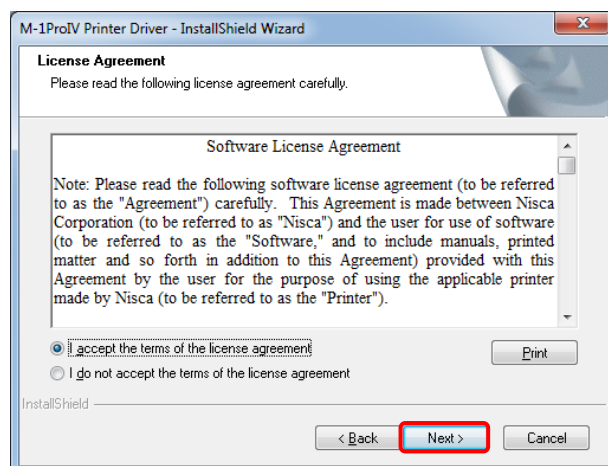 M-1ProIV Printer Driver - InstallShield Wizard
License Agreement
Please read the following license agreement carefully.
Software License Agreement
Note: Please read the following software license agreement (to be referred
to as the "Agreement") carefully. This Agreement is made between Nisca
Corporation (to be referred to as "Nisca") and the user for use of software
(to be referred to as the "Software," and to include manuals, printed
matter and so forth in addition to this Agreement) provided with this
Agreement by the user for the purpose of using the applicable printer
made by Nisca (to be referred to as the "Printer").
I accept the terms of the license agreement
Print
I do not accept the terms of the license agreement
InstallShield
< Back
Next >
Cancel